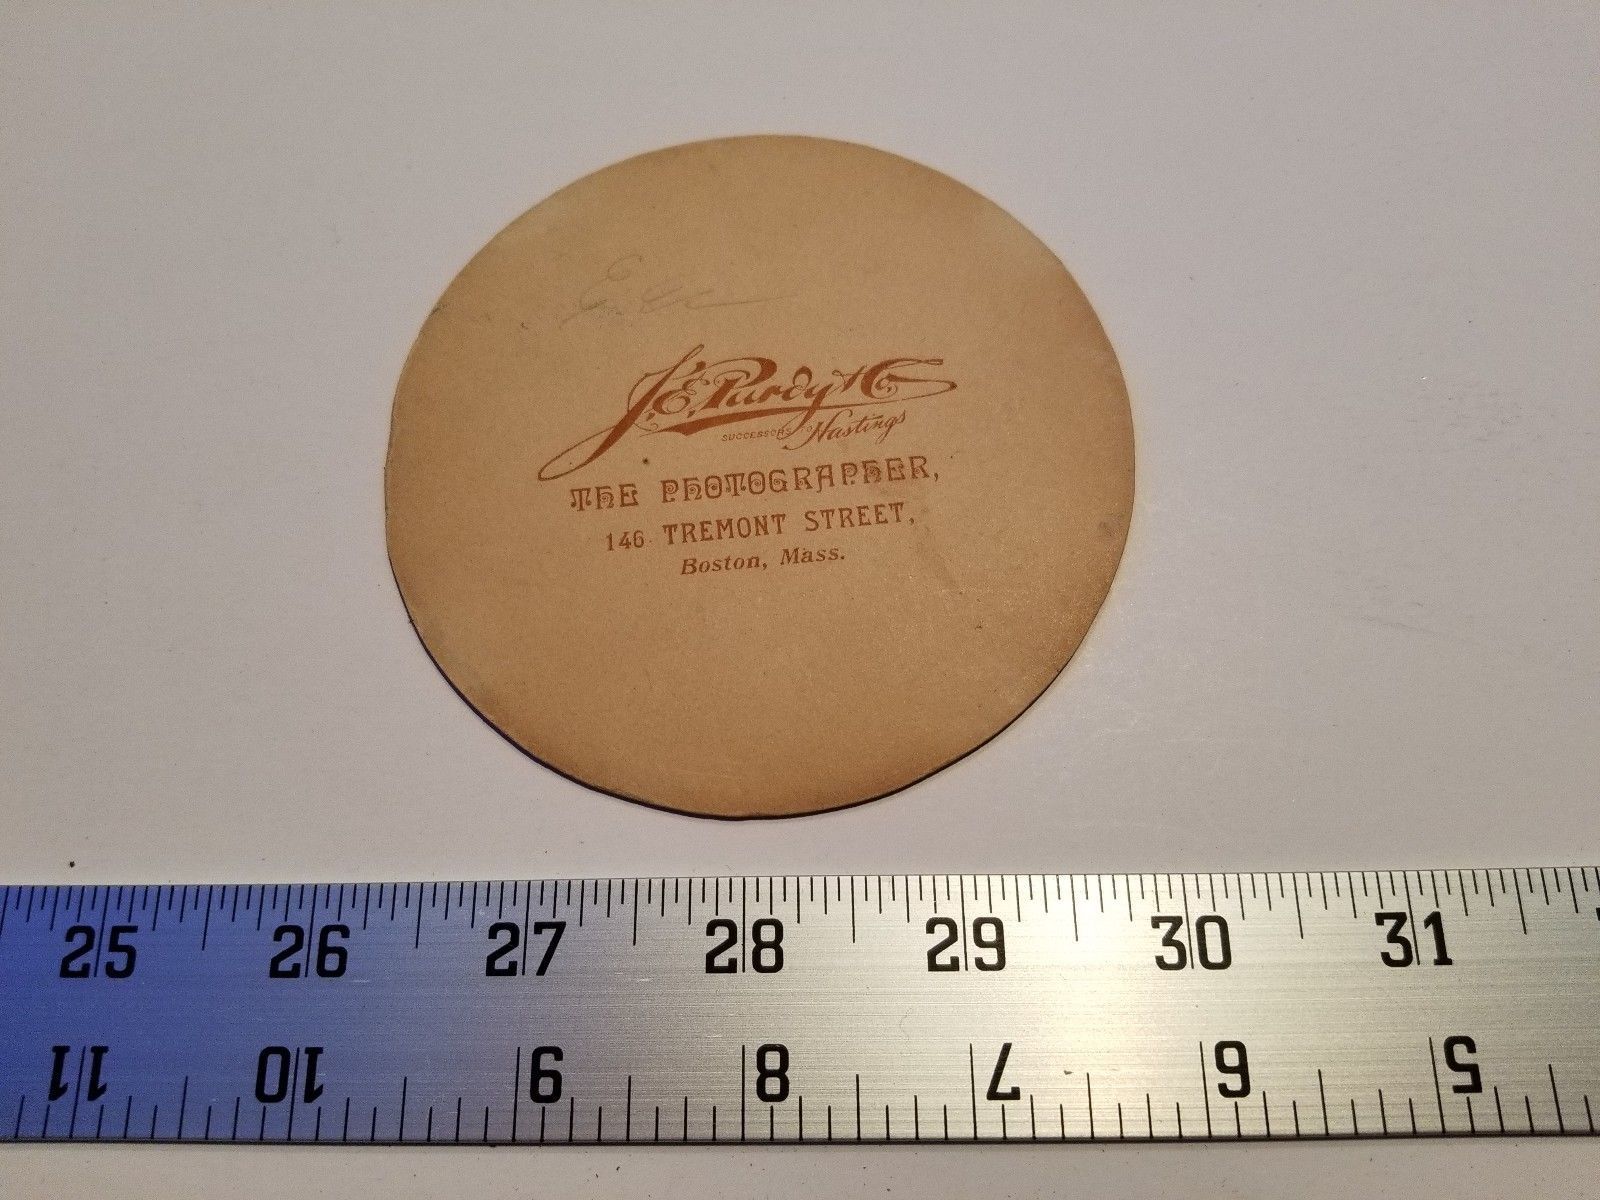 J. E. Purdy & Co.
SUCCESSORS TO Hastings
THE PHOTOGRAPHER,
146 TREMONT STREET,
Boston, Mass.
25 26 27 28 29 30 31
11 10 9 8 7 6 5